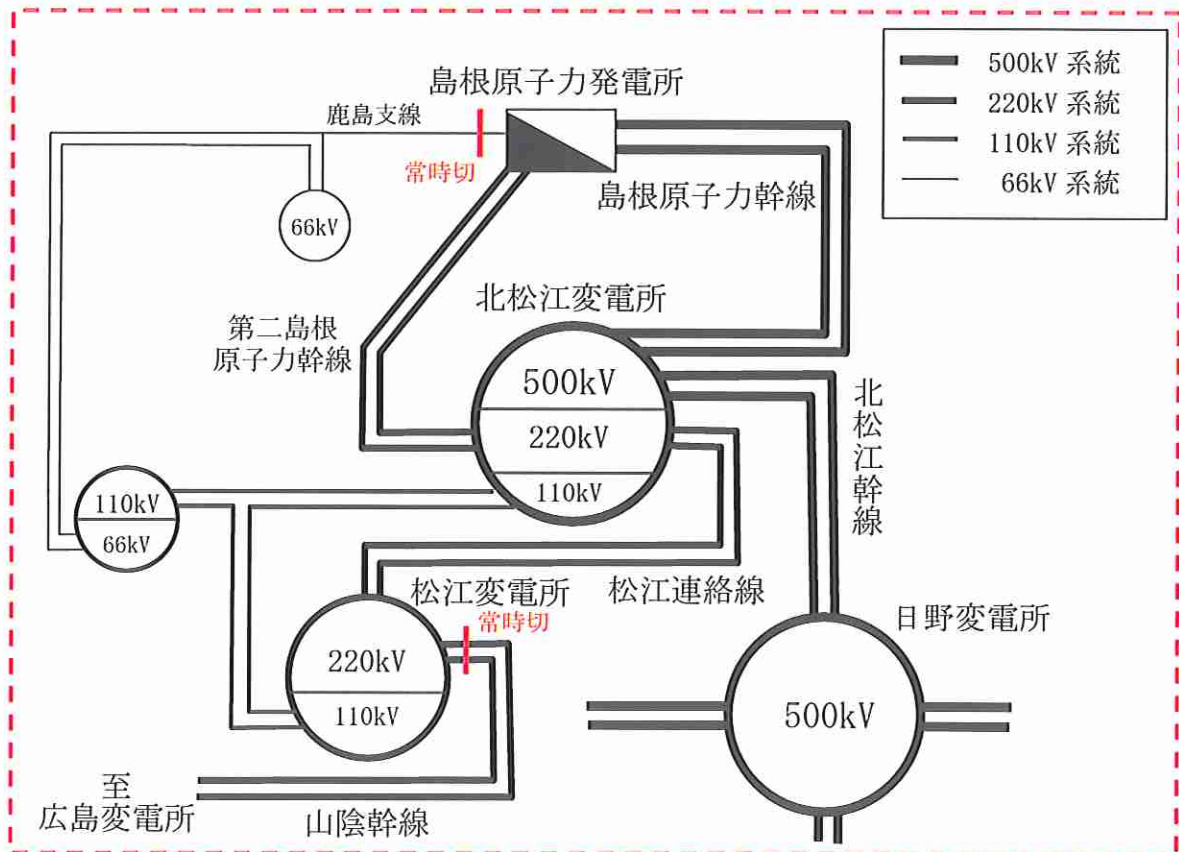 島根原子力発電所
500kV 系統
220kV 系統
110kV 系統
66kV 系統
鹿島支線
常時切
島根原子力幹線
66kV
北松江変電所
第二島根
原子力幹線
500kV
220kV
110kV
北松江幹線
110kV
66kV
松江変電所
常時切
松江連絡線
日野変電所
220kV
110kV
500kV
至
広島変電所
山陰幹線